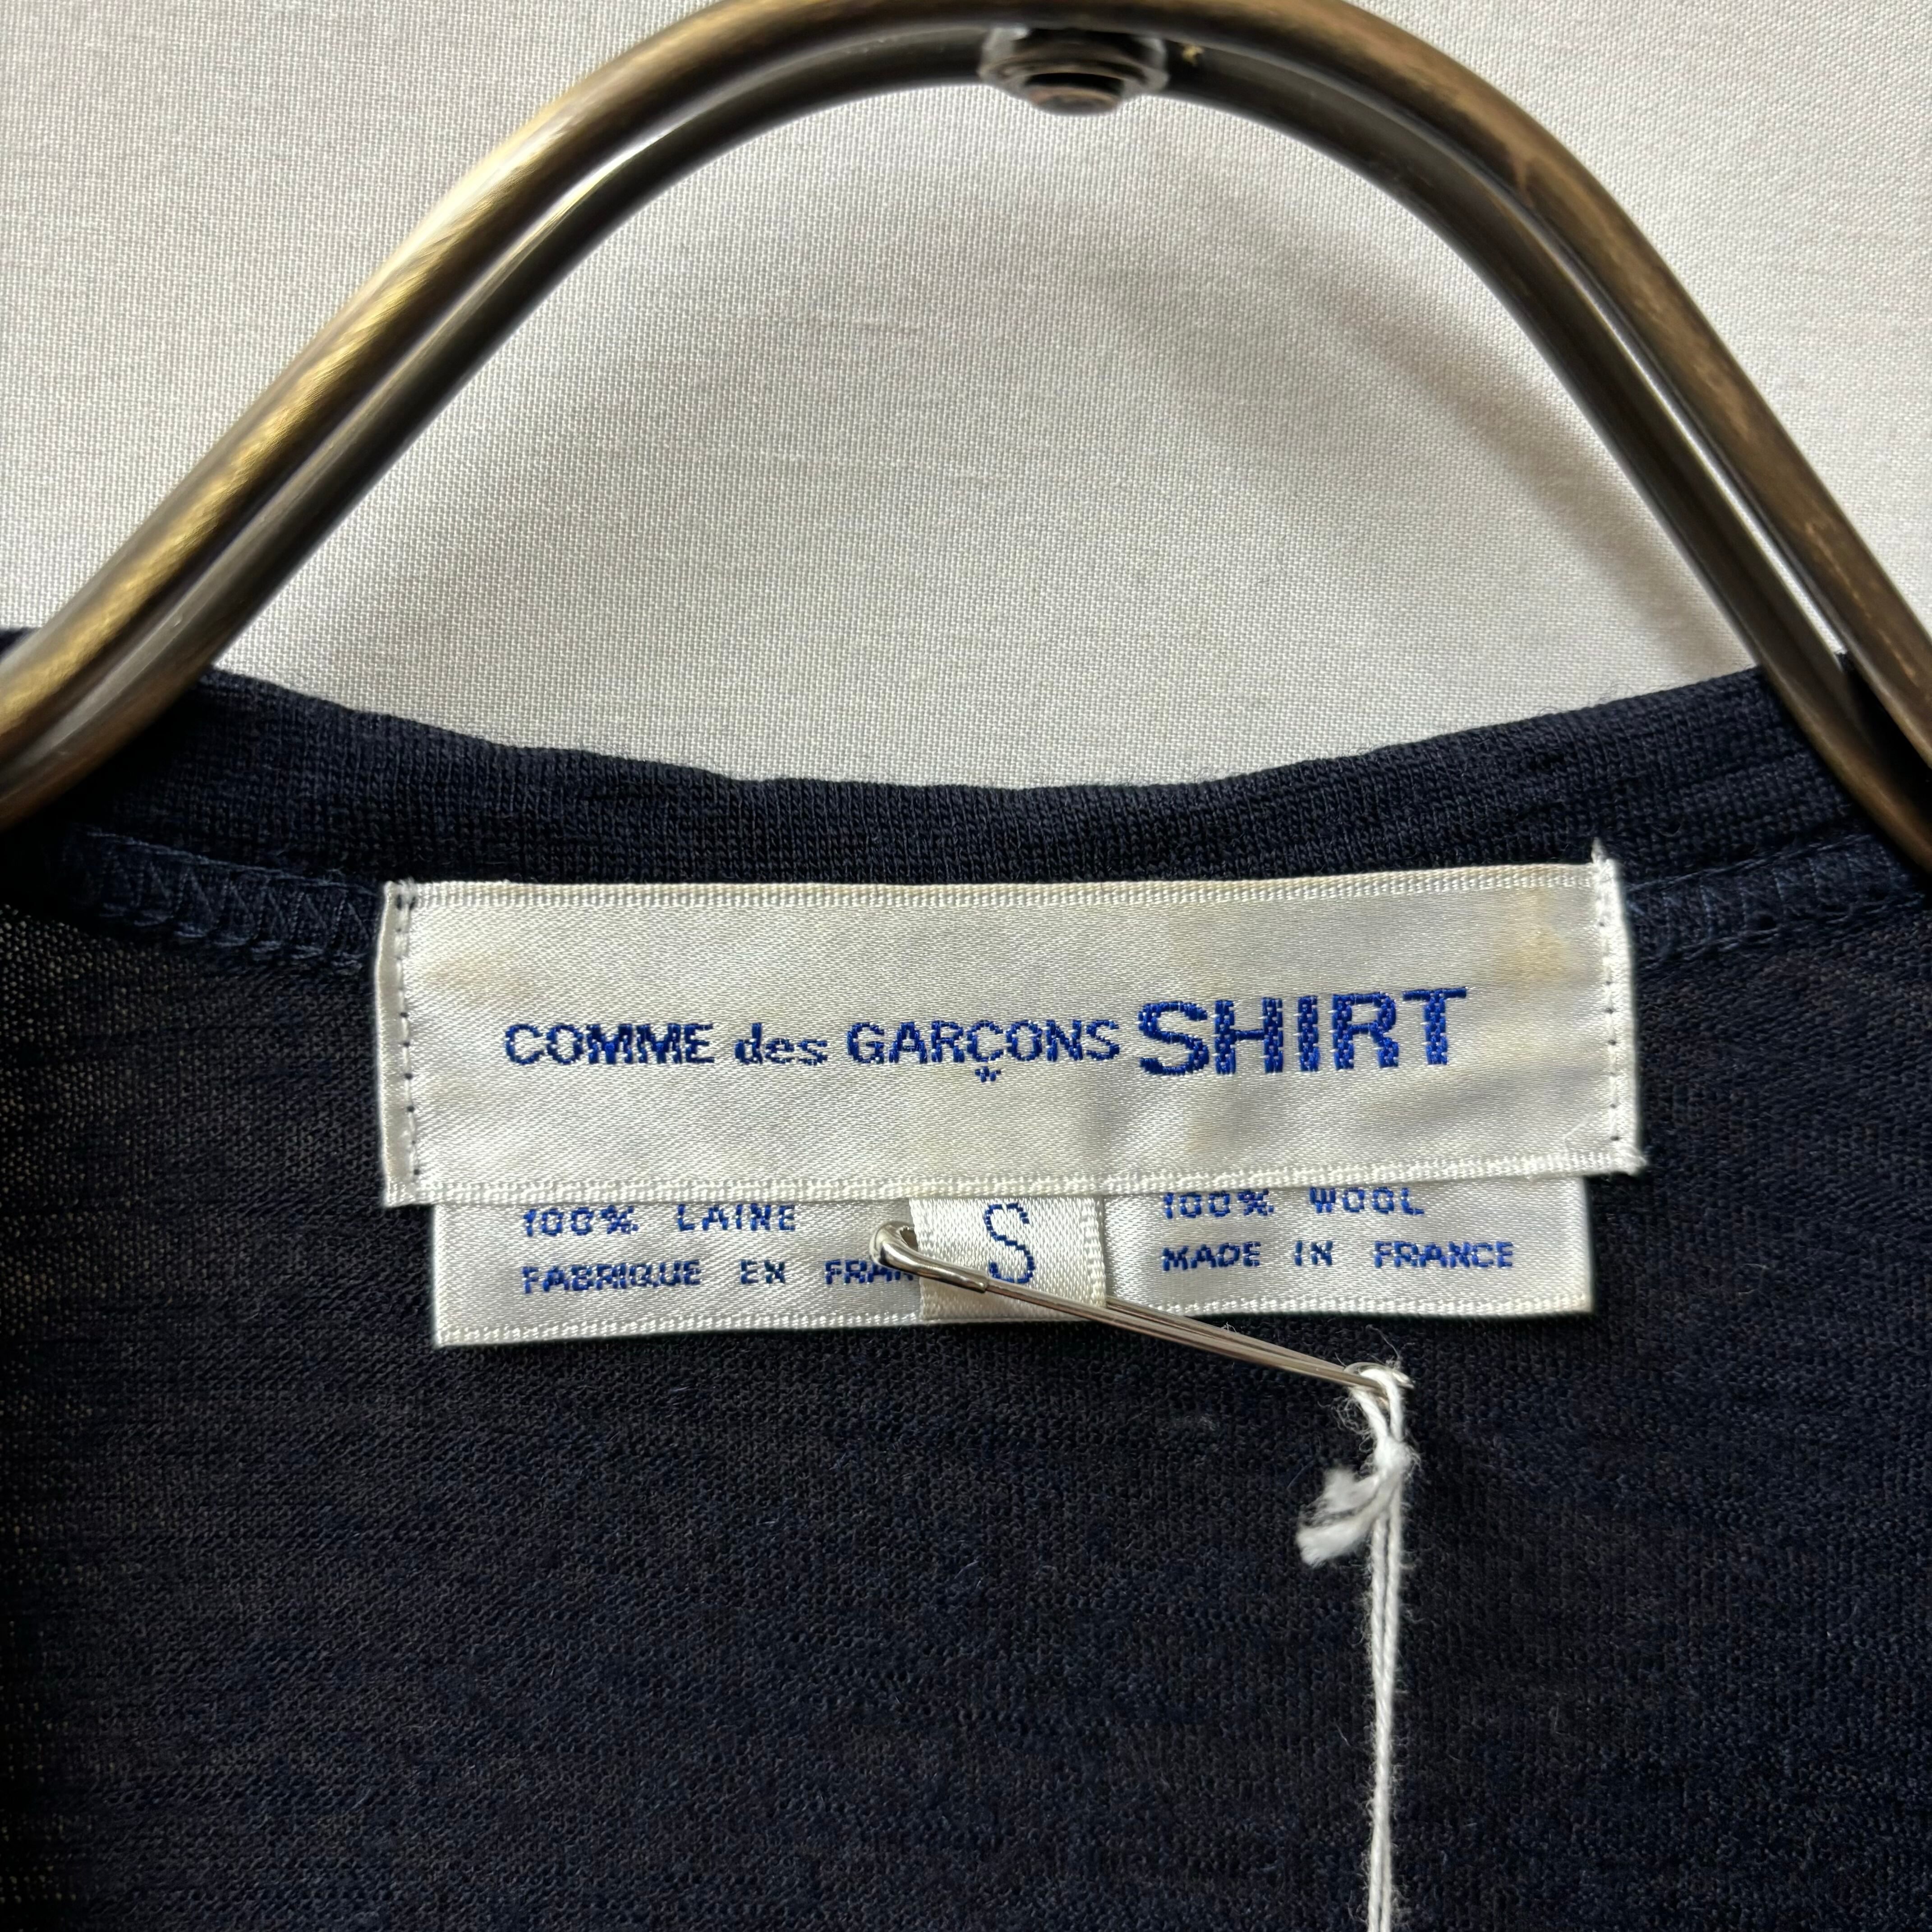 COMME des GARÇONS SHIRT
100% LAINE
FABRIQUE EN FRAN
S
100% WOOL
MADE IN FRANCE